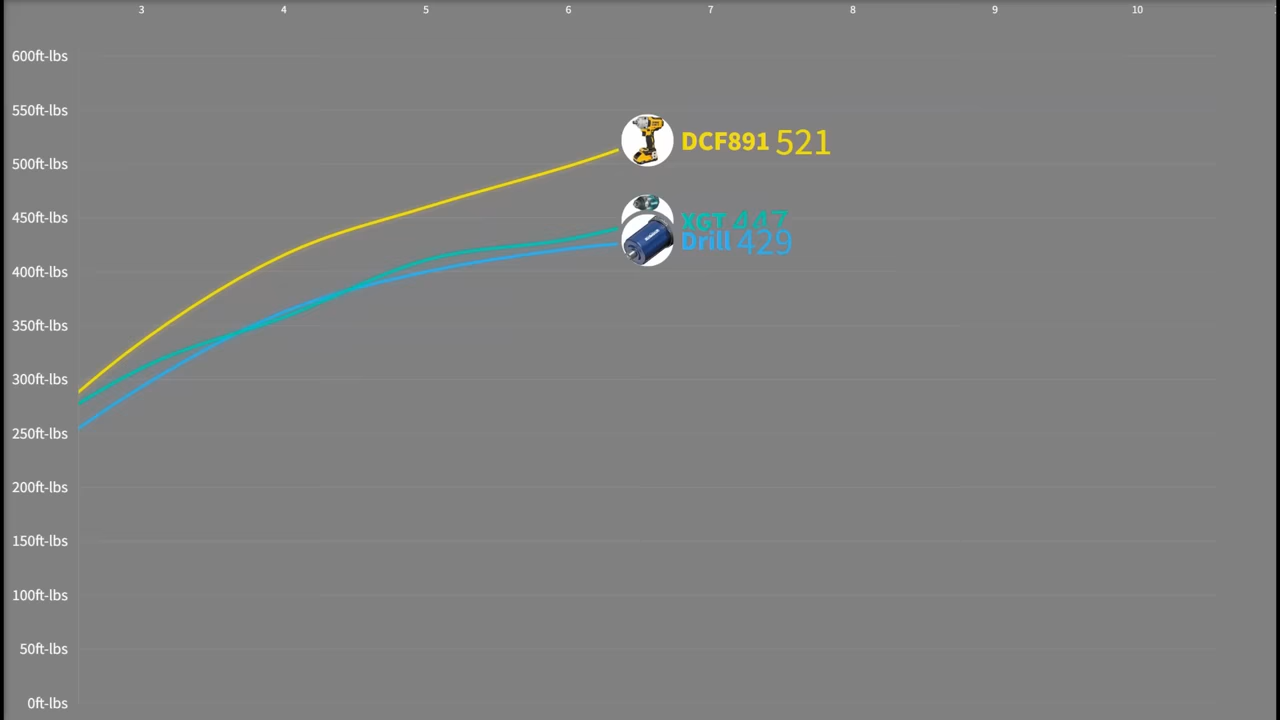 3 4 5 6 7 8 9 10
600ft-lbs
550ft-lbs
DCF891 521
500ft-lbs
450ft-lbs
XGT 447
Drill 429
400ft-lbs
350ft-lbs
300ft-lbs
250ft-lbs
200ft-lbs
150ft-lbs
100ft-lbs
50ft-lbs
0ft-lbs